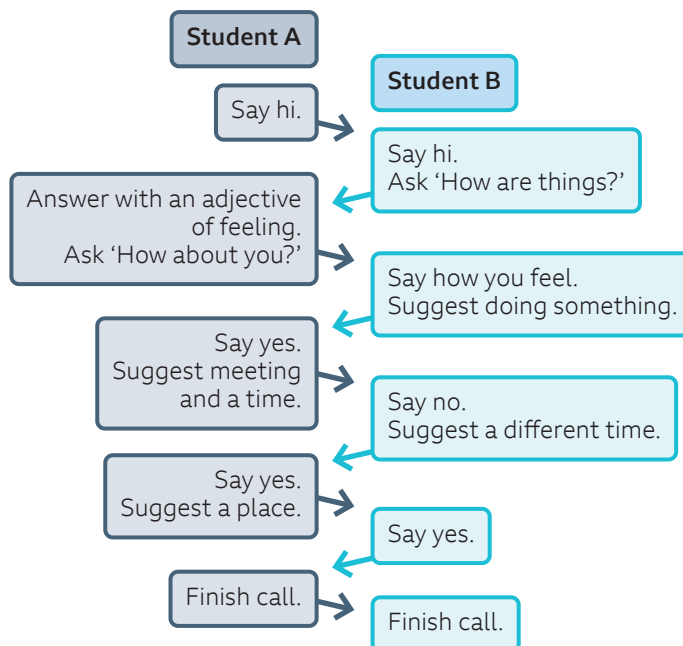 Student A
Student B
Say hi.
Say hi.
Ask ‘How are things?’
Answer with an adjective
of feeling.
Ask ‘How about you?’
Say how you feel.
Suggest doing something.
Say yes.
Suggest meeting
and a time.
Say no.
Suggest a different time.
Say yes.
Suggest a place.
Say yes.
Finish call.
Finish call.